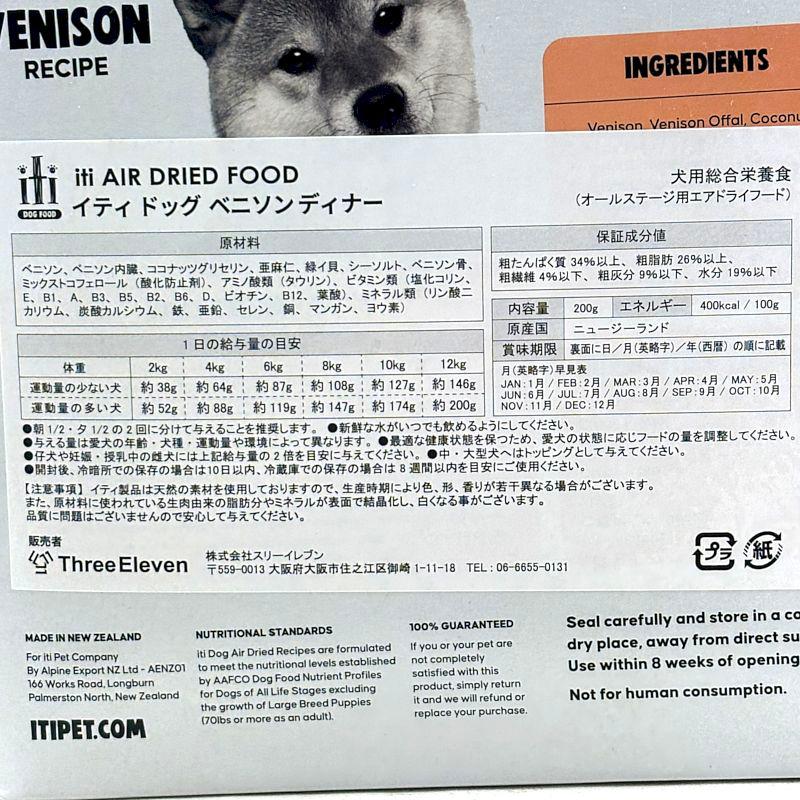 VENISON
RECIPE
INGREDIENTS
Venison, Venison Offal, Coconu
iti
DOG FOOD
iti AIR DRIED FOOD
イティ ドッグ ベニソン ディナー
犬用総合栄養食
(オールステージ用エアドライフード)
原材料
ベニソン、ベニソン内臓、ココナッツグリセリン、亜麻仁、緑イ貝、シーソルト、ベニソン骨、
ミックストコフェロール(酸化防止剤)、アミノ酸類(タウリン)、ビタミン類(塩化コリン、
E、B1、A、B3、B5、B2、B6、D、ビオチン、B12、葉酸)、ミネラル類(リン酸二
カリウム、炭酸カルシウム、鉄、亜鉛、セレン、銅、マンガン、ヨウ素)
保証成分値
粗たんぱく質 34%以上、粗脂肪 26%以上、
粗繊維 4%以下、粗灰分 9%以下、水分 19%以下
内容量 200g エネルギー 400kcal / 100g
原産国 ニュージーランド
賞味期限 裏面に日/月(英略字)/年(西暦) の順に記載
月(英略字)早見表
JAN:1月 / FEB:2月 / MAR:3月 / APR:4月 / MAY:5月
JUN:6月 / JUL:7月 / AUG:8月 / SEP:9月 / OCT:10月
NOV:11月 / DEC:12月
1日の給与量の目安
体重 2kg 4kg 6kg 8kg 10kg 12kg
運動量の少ない犬 約 38g 約 64g 約 87g 約 108g 約 127g 約 146g
運動量の多い犬 約 52g 約 88g 約 119g 約 147g 約 174g 約 200g
●朝 1/2・夕 1/2 の 2 回に分けて与えることを推奨します。 ●新鮮な水がいつでも飲めるようにしてください。
●与える量は愛犬の年齢・犬種・運動量や環境によって異なります。●最適な健康状態を保つため、愛犬の状態に応じフードの量を調整してください。
●仔犬や妊娠・授乳中の雌犬には上記給与量の 2 倍を目安に与えてください。●中・大型犬へはトッピングとして与えてください。
●開封後、冷暗所での保存の場合は10日以内、冷蔵庫での保存の場合は 8 週間以内を目安にご使用ください。
【注意事項】 イティ製品は天然の素材を使用しておりますので、生産時期により色、形、香りが若干異なる場合がございます。
また、原材料に使われている生肉由来の脂肪分やミネラルが表面で結晶化し、白くなる事がございます。
品質に問題はございませんので安心して与えてください。
販売者
ThreeEleven
株式会社スリーイレブン
〒559-0013 大阪府大阪市住之江区御崎 1-11-18 TEL:06-6655-0131
プラ
紙
MADE IN NEW ZEALAND
For iti Pet Company
By Alpine Export NZ Ltd - AENZ01
166 Works Road, Longburn
Palmerston North, New Zealand
ITIPET.COM
NUTRITIONAL STANDARDS
iti Dog Air Dried Recipes are formulated
to meet the nutritional levels established
by AAFCO Dog Food Nutrient Profiles
for Dogs of All Life Stages excluding
the growth of Large Breed Puppies
(70lbs or more as an adult).
100% GUARANTEED
If you or your pet are
not completely
satisfied with this
product, simply return
it and we will refund or
replace your purchase.
Seal carefully and store in a co
dry place, away from direct su
Use within 8 weeks of opening
Not for human consumption.